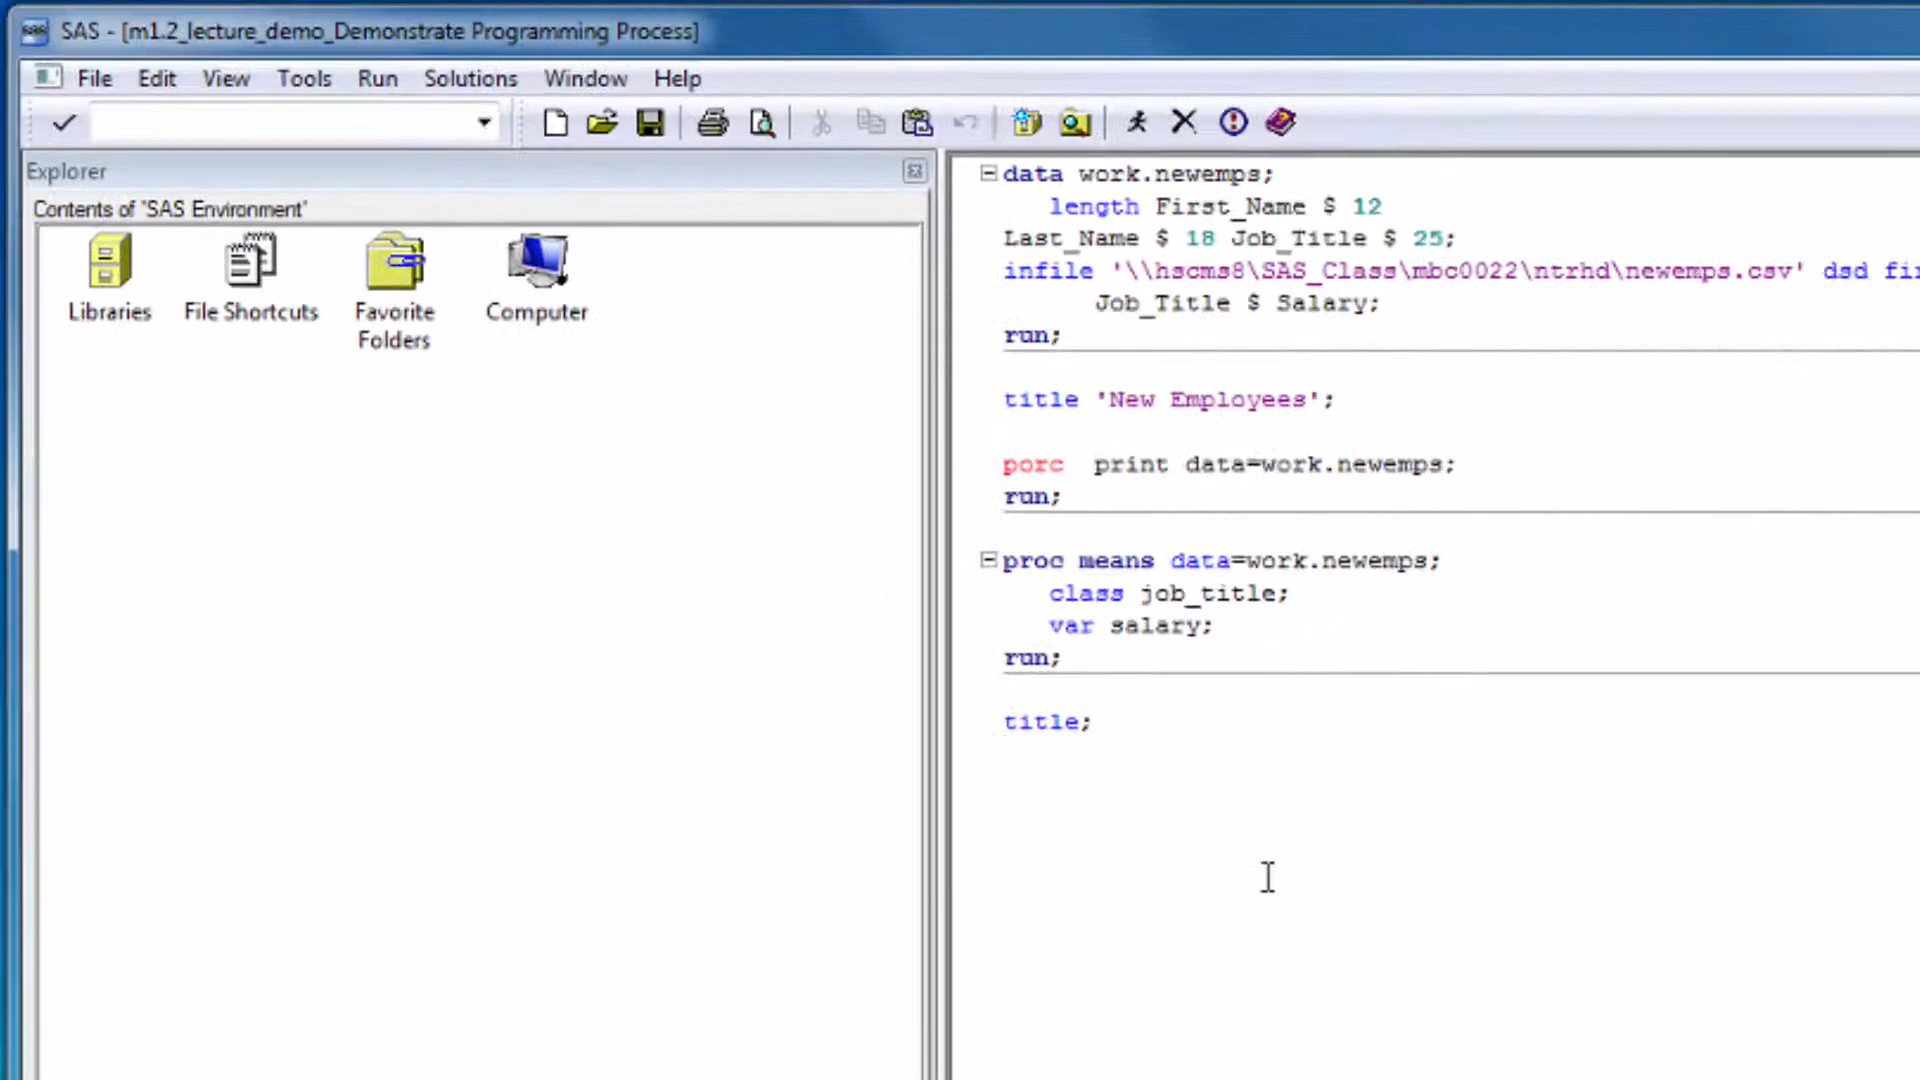 SAS - [m1.2_lecture_demo_Demonstrate Programming Process]
File Edit View Tools Run Solutions Window Help
Explorer
Contents of 'SAS Environment'
Libraries
File Shortcuts
Favorite
Folders
Computer
data work.newemps;
length First_Name $ 12
Last_Name $ 18 Job_Title $ 25;
infile '\\hscms8\SAS_Class\mbc0022\ntrhd\newemps.csv' dsd
Job_Title $ Salary;
run;
title 'New Employees';
porc  print data=work.newemps;
run;
proc means data=work.newemps;
class job_title;
var salary;
run;
title;